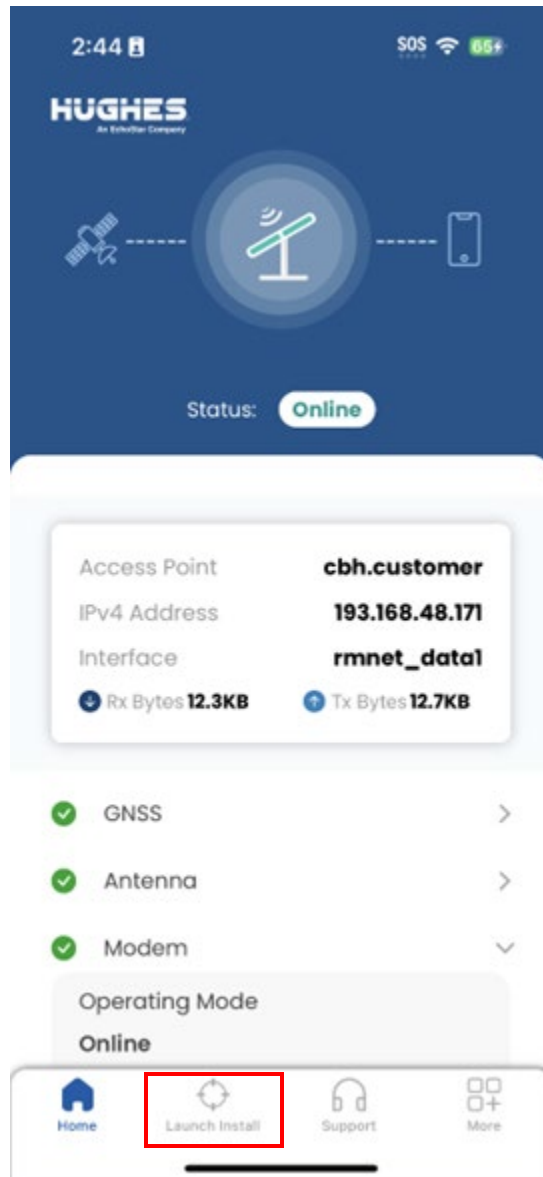 2:44 SOS 65
HUGHES
An EchoStar Company
Status: Online
Access Point cbh.customer
IPv4 Address 193.168.48.171
Interface rmnet_data1
Rx Bytes 12.3KB Tx Bytes 12.7KB
GNSS
Antenna
Modem
Operating Mode
Online
Home Launch Install Support More